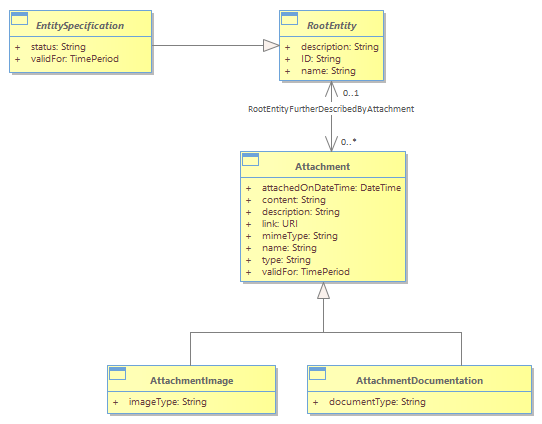 EntitySpecification
+ status: String
+ validFor: TimePeriod
RootEntity
+ description: String
+ ID: String
+ name: String
0..1
RootEntityFurtherDescribedByAttachment
0..*
Attachment
+ attachedOnDateTime: DateTime
+ content: String
+ description: String
+ link: URI
+ mimeType: String
+ name: String
+ type: String
+ validFor: TimePeriod
AttachmentImage
+ imageType: String
AttachmentDocumentation
+ documentType: String